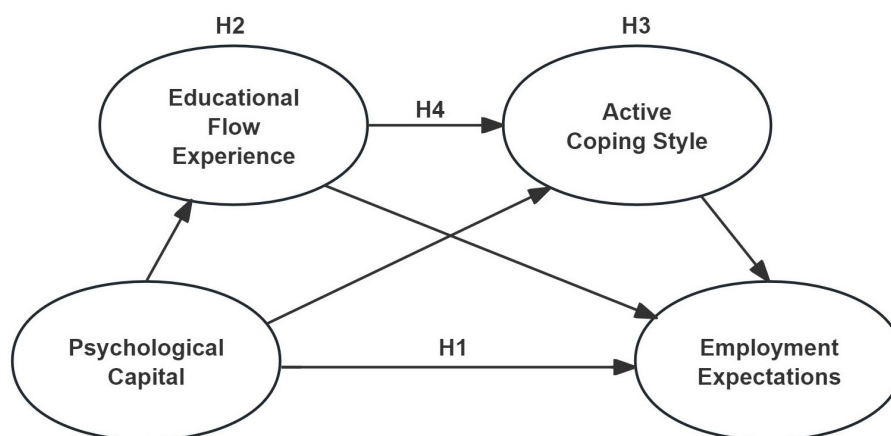 H2
H3
Educational
Flow
Experience
H4
Active
Coping Style
Psychological
Capital
H1
Employment
Expectations